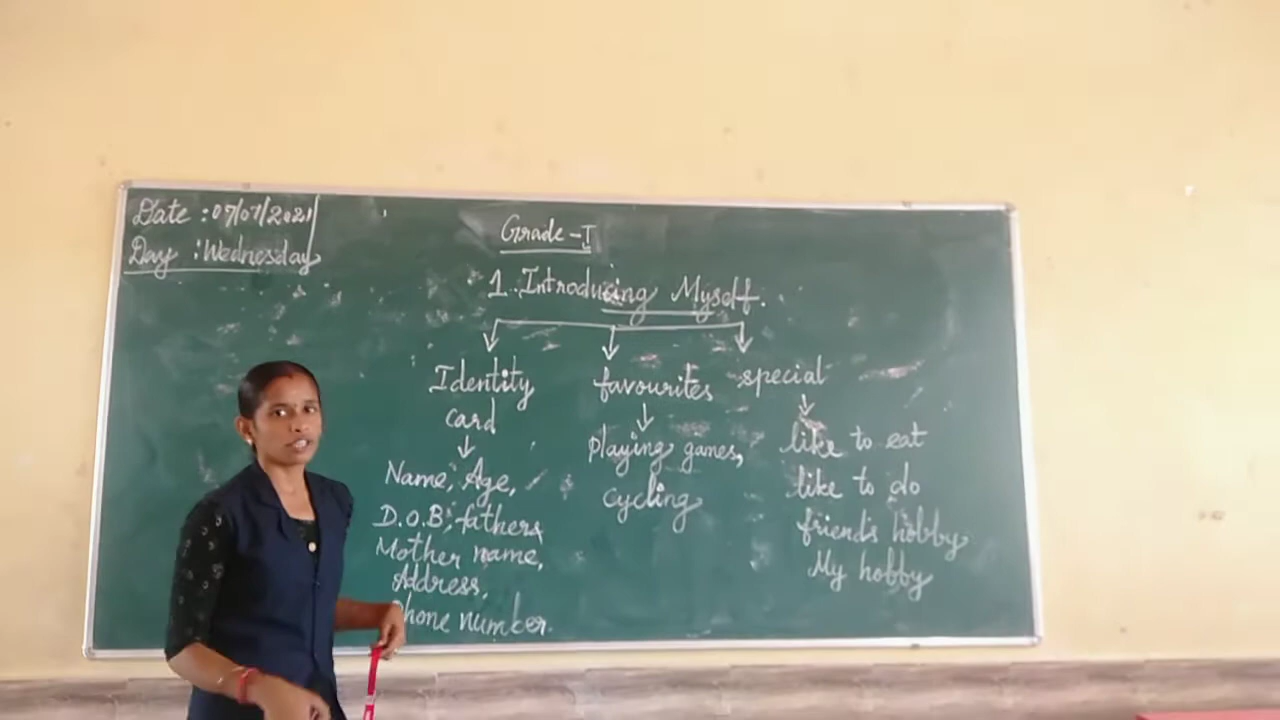 Date : 07/07/2021
Day : Wednesday
Grade - I
1. Introducing Myself.
Identity
card
Name, Age,
D.O.B, fathers
Mother name,
Address,
Phone number.
favourites
playing games,
cycling
special
like to eat
like to do
friends hobby
My hobby